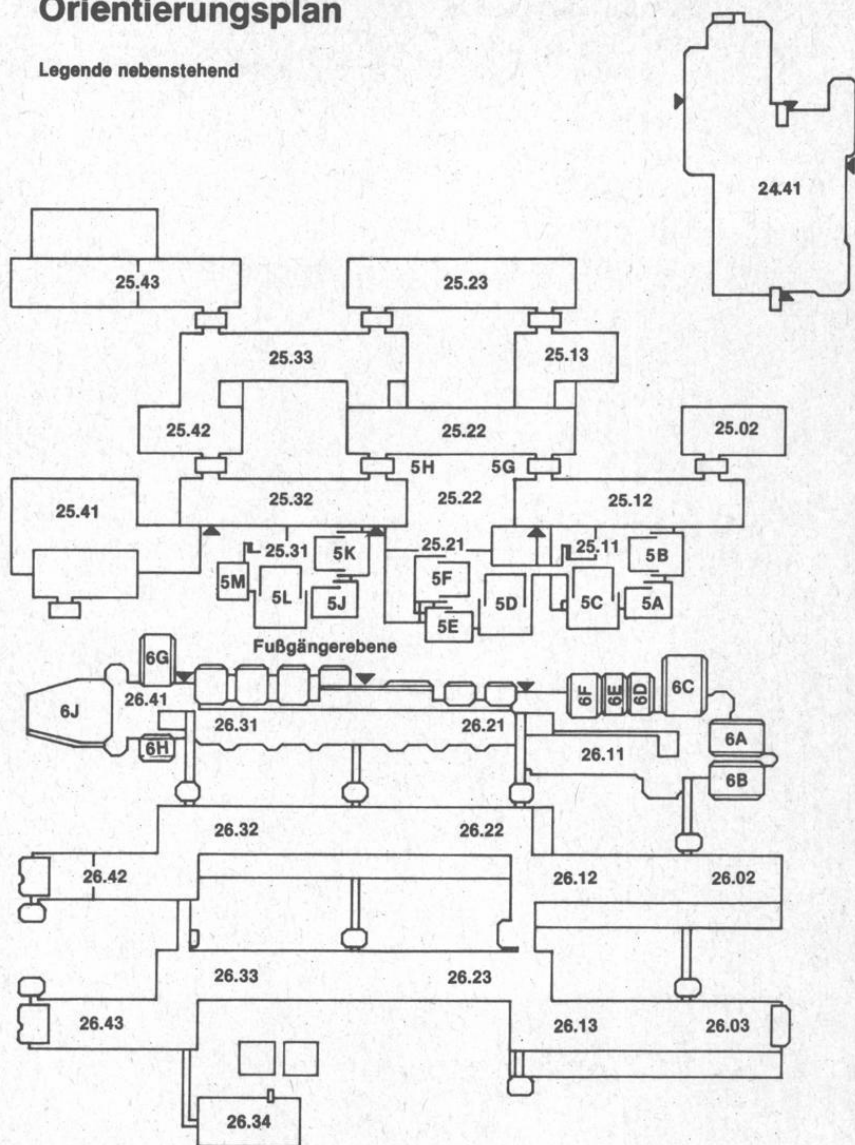 Orientierungsplan
Legende nebenstehend
24.41
25.43
25.23
25.33
25.13
25.42
25.22
25.02
5H
5G
25.41
25.32
25.22
25.12
25.31
5K
25.21
25.11
5B
5M
5L
5J
5F
5D
5C
5A
5E
Fußgängerebene
6G
6J
26.41
6H
26.31
26.21
6F
6E
6D
6C
6A
26.11
6B
26.32
26.22
26.42
26.12
26.02
26.33
26.23
26.43
26.13
26.03
26.34